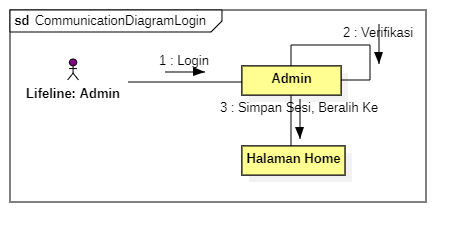 sd CommunicationDiagramLogin
2 : Verifikasi
1 : Login
Admin
Lifeline: Admin
3 : Simpan Sesi, Beralih Ke
Halaman Home